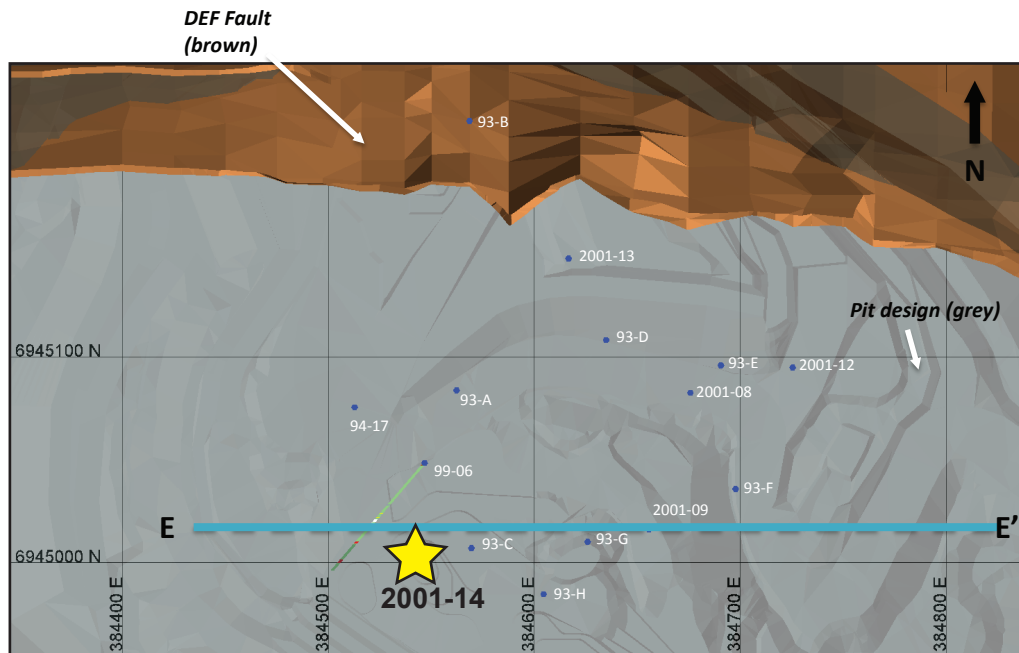 DEF Fault
(brown)
93-B
N
2001-13
Pit design (grey)
93-D
6945100 N
93-E
2001-12
2001-08
93-A
94-17
99-06
93-F
2001-09
E
E'
93-C
93-G
6945000 N
2001-14
93-H
384400 E
384500 E
384600 E
384700 E
384800 E